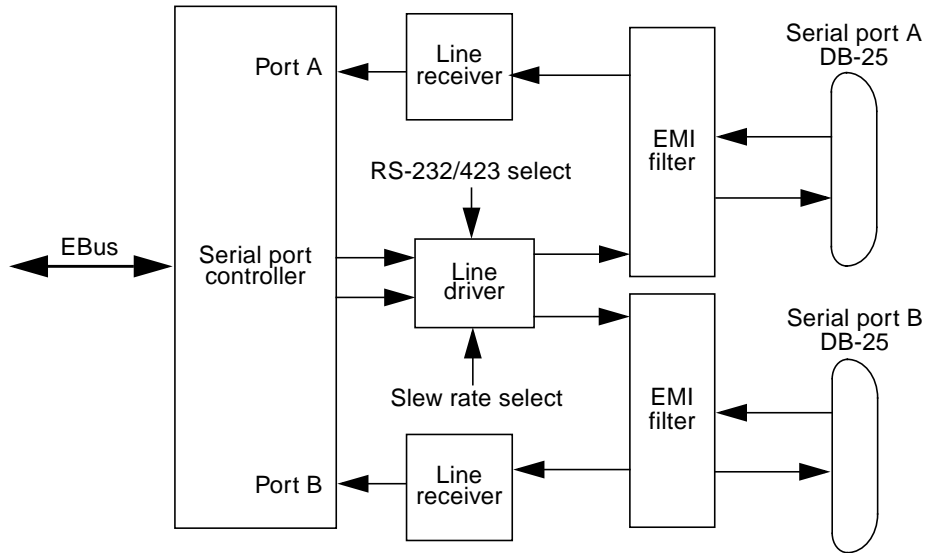 Serial port A
DB-25
Line
receiver
Port A
EMI
filter
RS-232/423 select
EBus
Serial port
controller
Line
driver
Serial port B
DB-25
Slew rate select
EMI
filter
Port B
Line
receiver